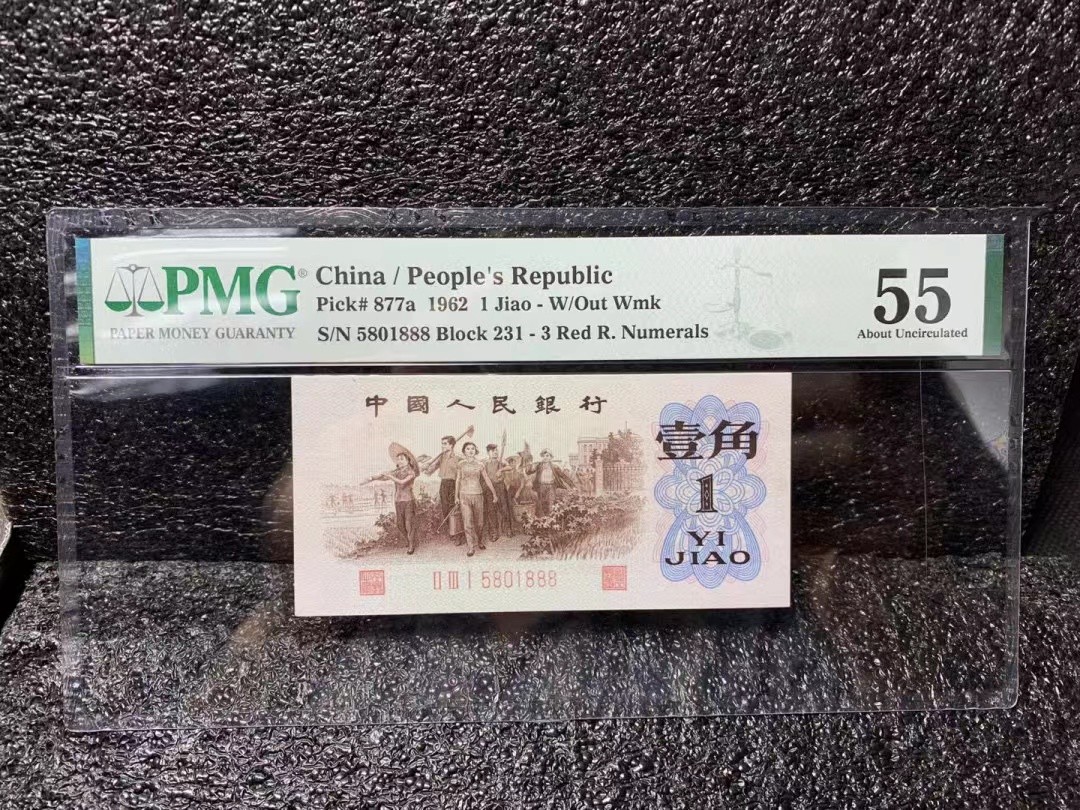 PMG®
PAPER MONEY GUARANTY
China / People's Republic
Pick# 877a 1962 1 Jiao - W/Out Wmk
S/N 5801888 Block 231 - 3 Red R. Numerals
55
About Uncirculated
中國人民銀行
壹角
1
YI
JIAO
II III I 5801888